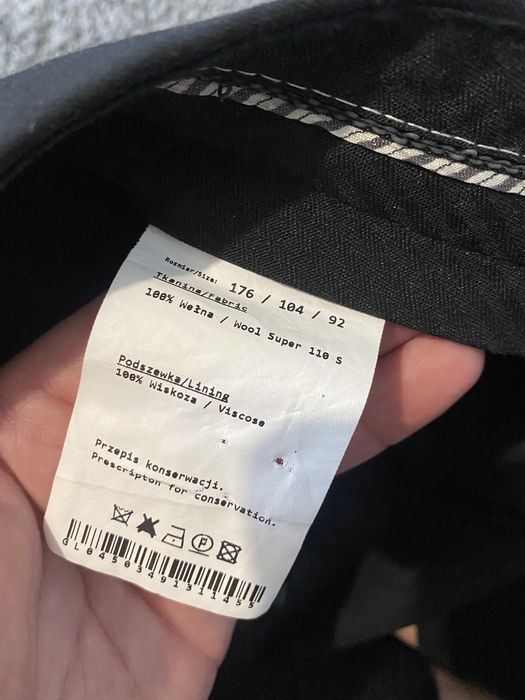 Rozmiar/Size: 176 / 104 / 92
Tkanina/Fabric
100% Wełna / Wool Super 110 S
Podszewka/Lining
100% Wiskoza / Viscose
Przepis konserwacji.
Prescripton for conservation.
P
GL04503491311455